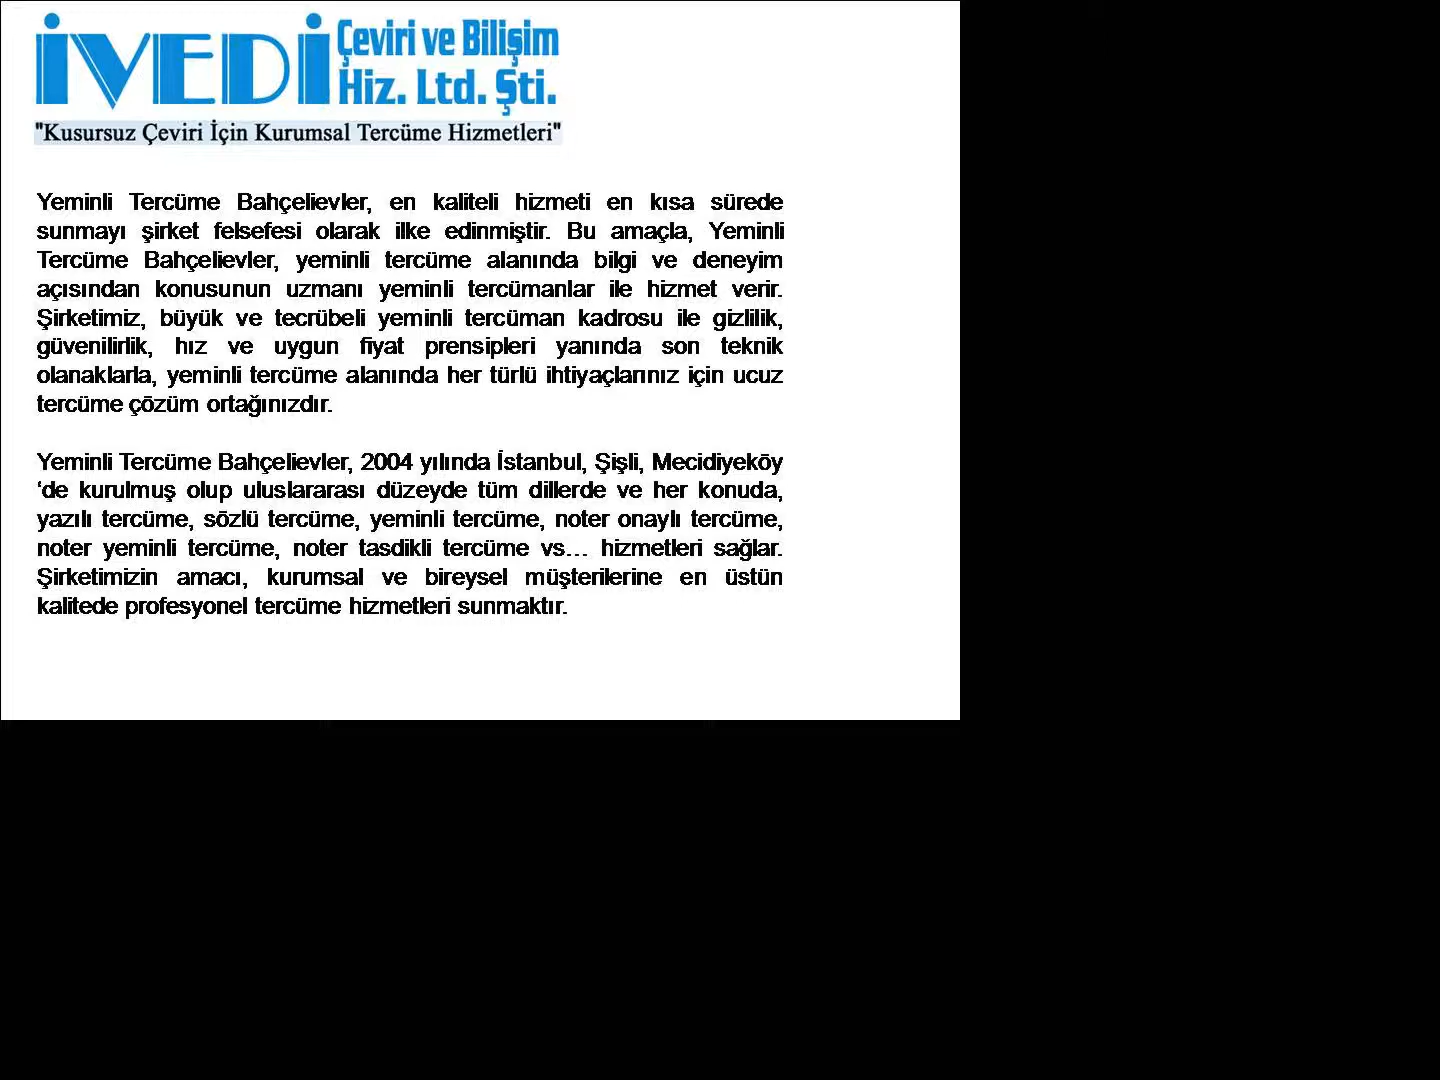 İVEDİ Çeviri ve Bilişim
Hiz. Ltd. Şti.
"Kusursuz Çeviri İçin Kurumsal Tercüme Hizmetleri"
Yeminli Tercüme Bahçelievler, en kaliteli hizmeti en kısa sürede
sunmayı şirket felsefesi olarak ilke edinmiştir. Bu amaçla, Yeminli
Tercüme Bahçelievler, yeminli tercüme alanında bilgi ve deneyim
açısından konusunun uzmanı yeminli tercümanlar ile hizmet verir.
Şirketimiz, büyük ve tecrübeli yeminli tercüman kadrosu ile gizlilik,
güvenilirlik, hız ve uygun fiyat prensipleri yanında son teknik
olanaklarla, yeminli tercüme alanında her türlü ihtiyaçlarınız için ucuz
tercüme çözüm ortağınızdır.
Yeminli Tercüme Bahçelievler, 2004 yılında İstanbul, Şişli, Mecidiyeköy
‘de kurulmuş olup uluslararası düzeyde tüm dillerde ve her konuda,
yazılı tercüme, sözlü tercüme, yeminli tercüme, noter onaylı tercüme,
noter yeminli tercüme, noter tasdikli tercüme vs… hizmetleri sağlar.
Şirketimizin amacı, kurumsal ve bireysel müşterilerine en üstün
kalitede profesyonel tercüme hizmetleri sunmaktır.